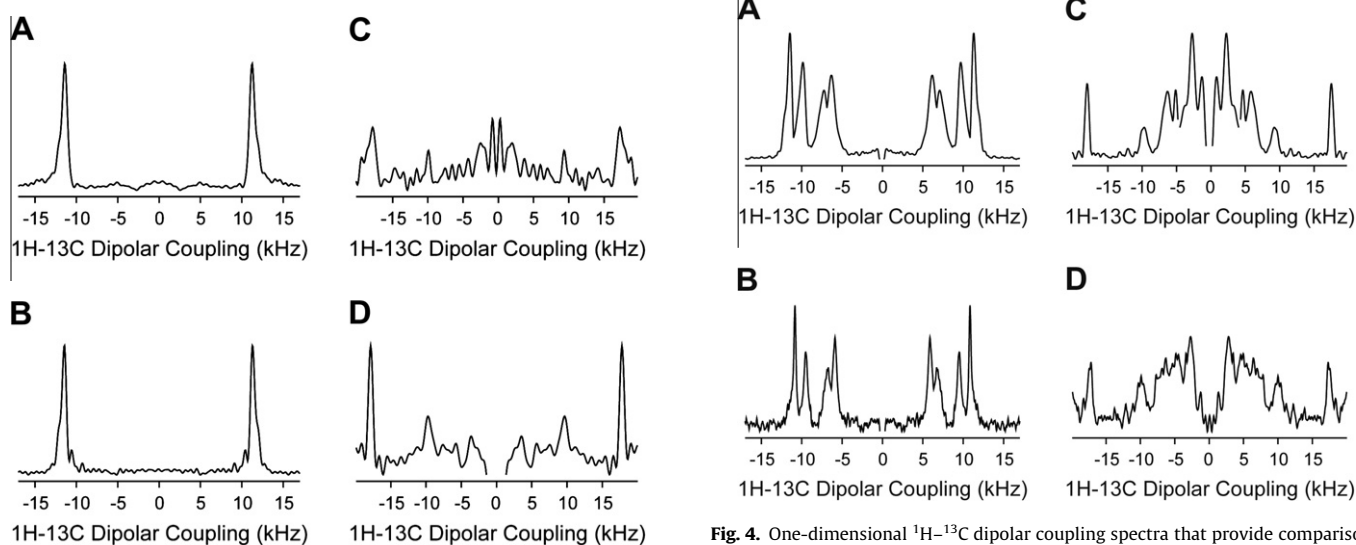 A
-15 -10 -5 0 5 10 15
1H-13C Dipolar Coupling (kHz)
C
-15 -10 -5 0 5 10 15
1H-13C Dipolar Coupling (kHz)
B
-15 -10 -5 0 5 10 15
1H-13C Dipolar Coupling (kHz)
D
-15 -10 -5 0 5 10 15
1H-13C Dipolar Coupling (kHz)
A
-15 -10 -5 0 5 10 15
1H-13C Dipolar Coupling (kHz)
C
-15 -10 -5 0 5 10 15
1H-13C Dipolar Coupling (kHz)
B
-15 -10 -5 0 5 10 15
1H-13C Dipolar Coupling (kHz)
D
-15 -10 -5 0 5 10 15
1H-13C Dipolar Coupling (kHz)
Fig. 4. One-dimensional ¹H–¹³C dipolar coupling spectra that provide compariso